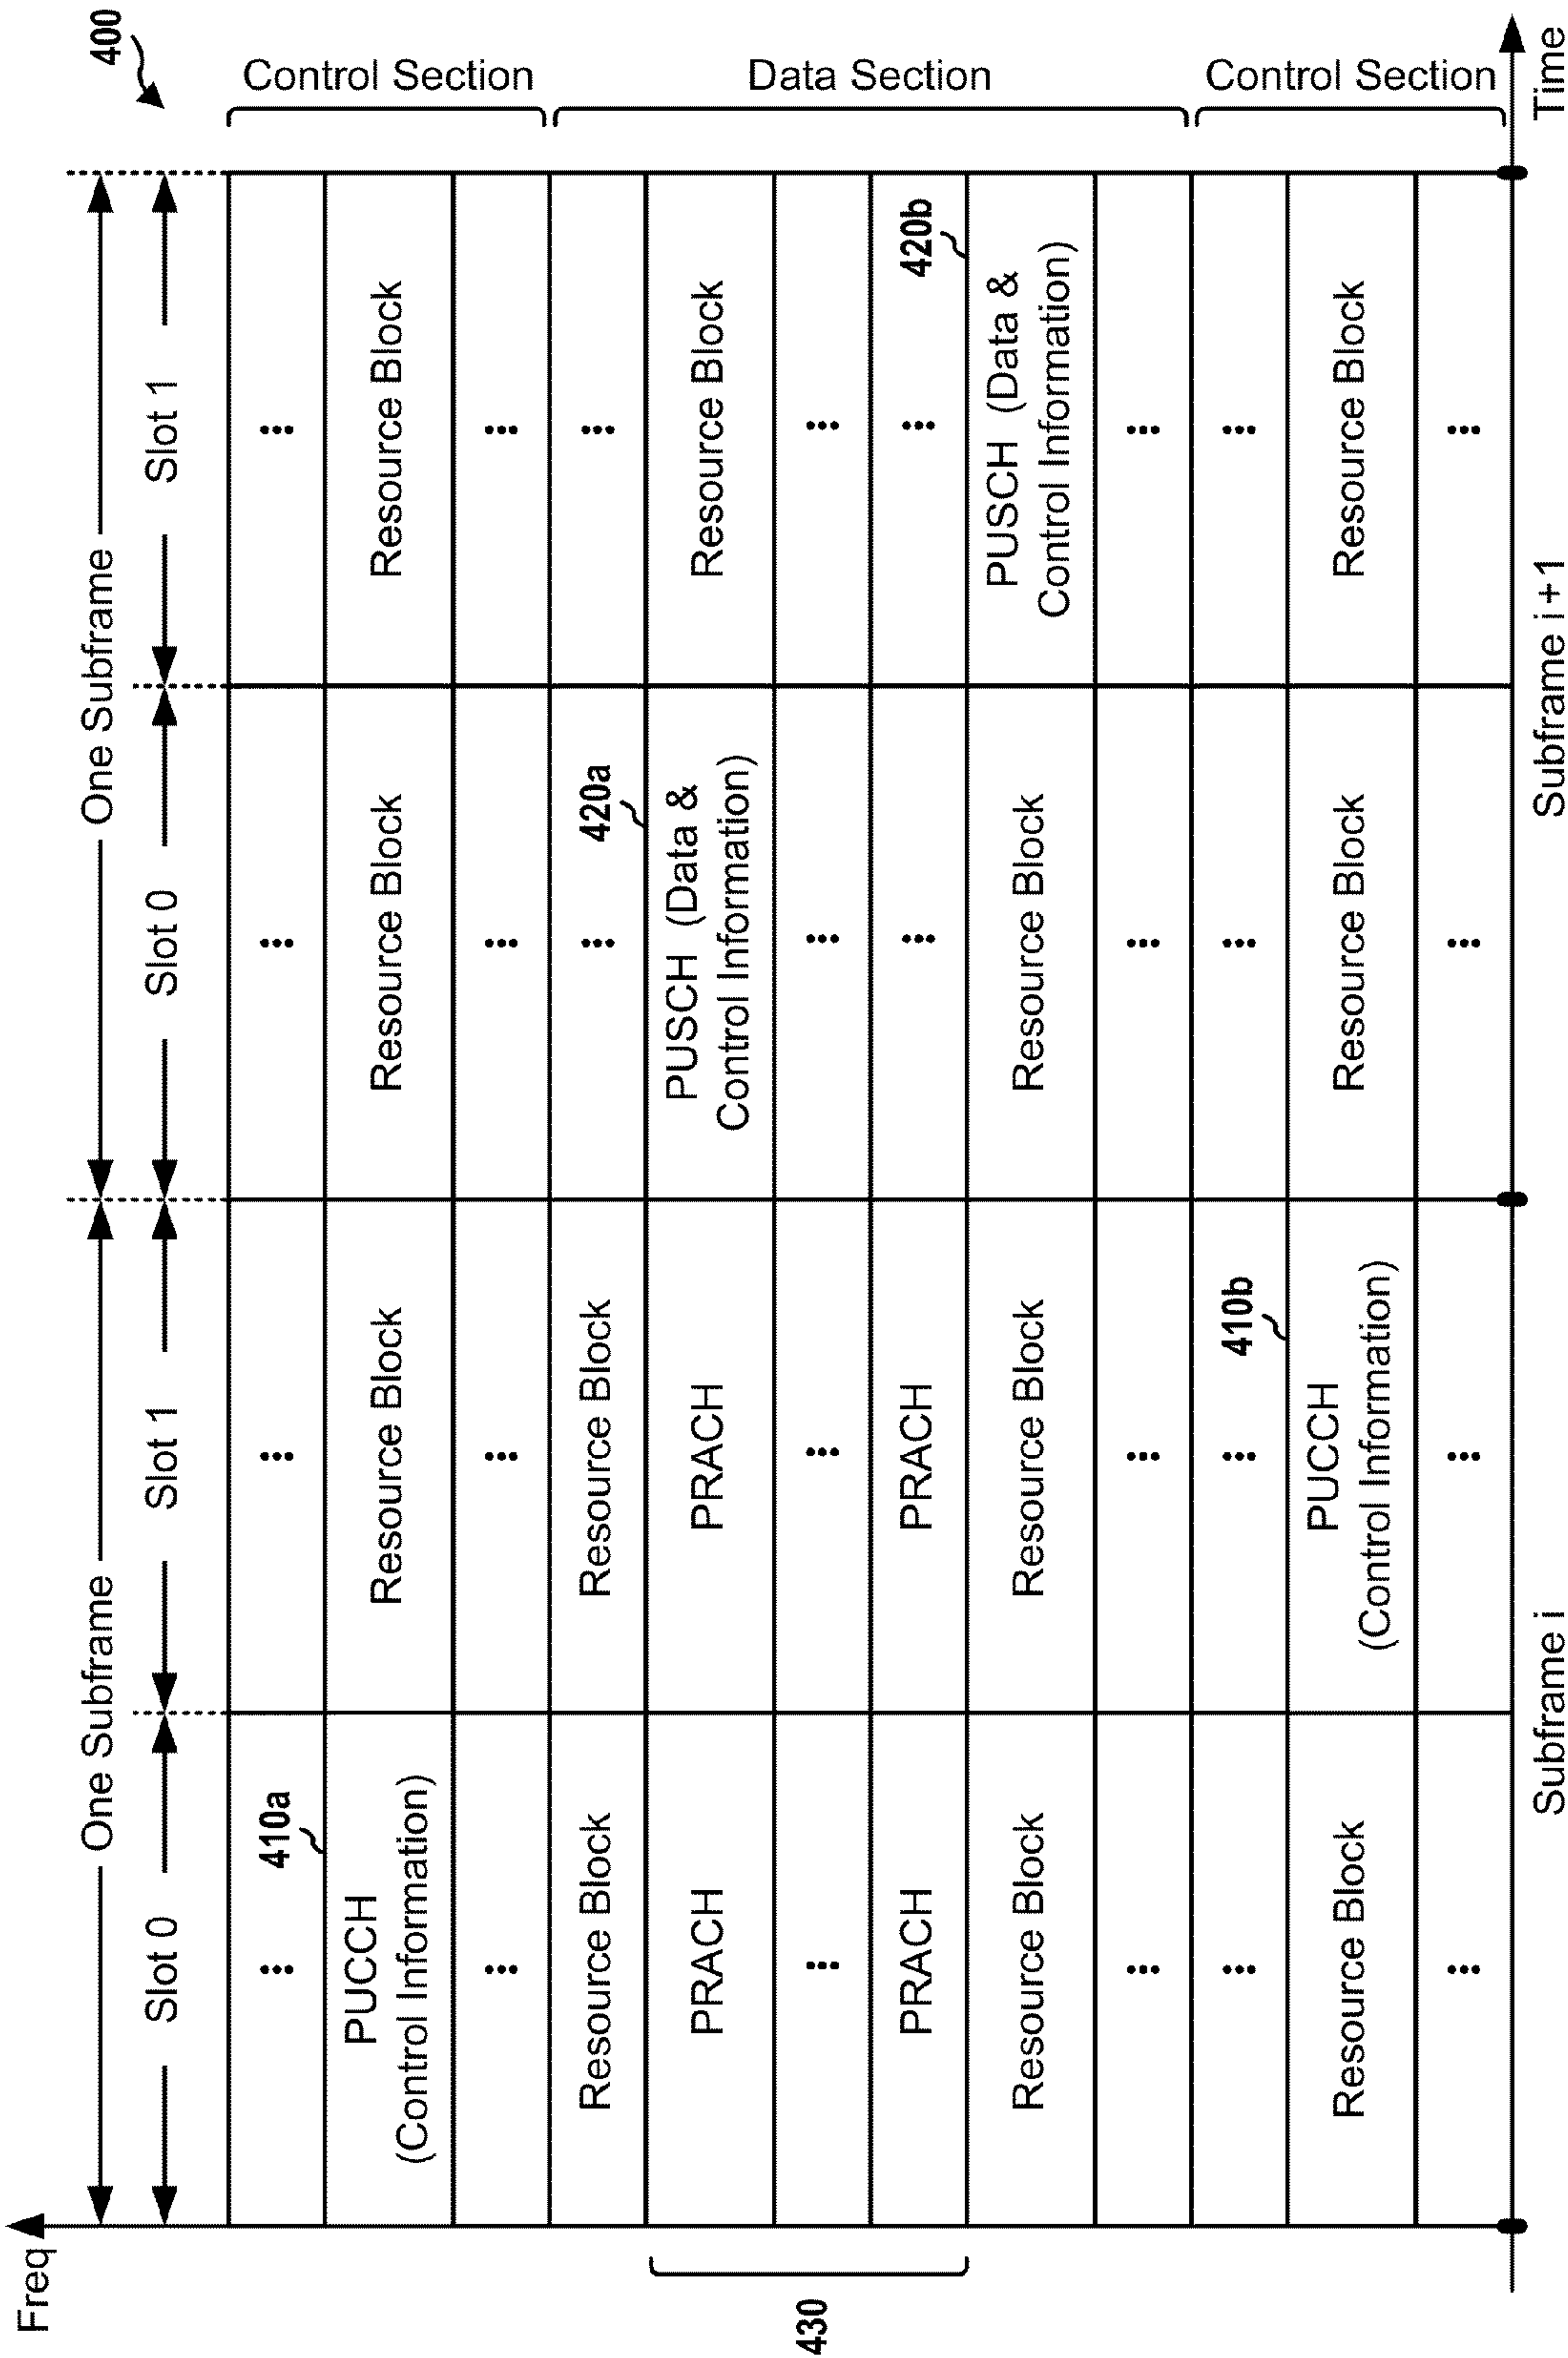 400
One Subframe
One Subframe
Slot 0
Slot 1
Slot 0
Slot 1
Freq
⋮
410a
⋮
⋮
⋮
Control Section
PUCCH
(Control Information)
Resource Block
Resource Block
Resource Block
⋮
⋮
⋮
⋮
Resource Block
Resource Block
⋮
420a
⋮
Data Section
430
PRACH
PRACH
PUSCH (Data &
Control Information)
Resource Block
⋮
⋮
⋮
⋮
PRACH
PRACH
⋮
⋮
420b
Resource Block
Resource Block
Resource Block
PUSCH (Data &
Control Information)
⋮
⋮
⋮
⋮
⋮
⋮
410b
⋮
⋮
Control Section
Resource Block
PUCCH
(Control Information)
Resource Block
Resource Block
⋮
⋮
⋮
⋮
Subframe i
Subframe i+1
Time